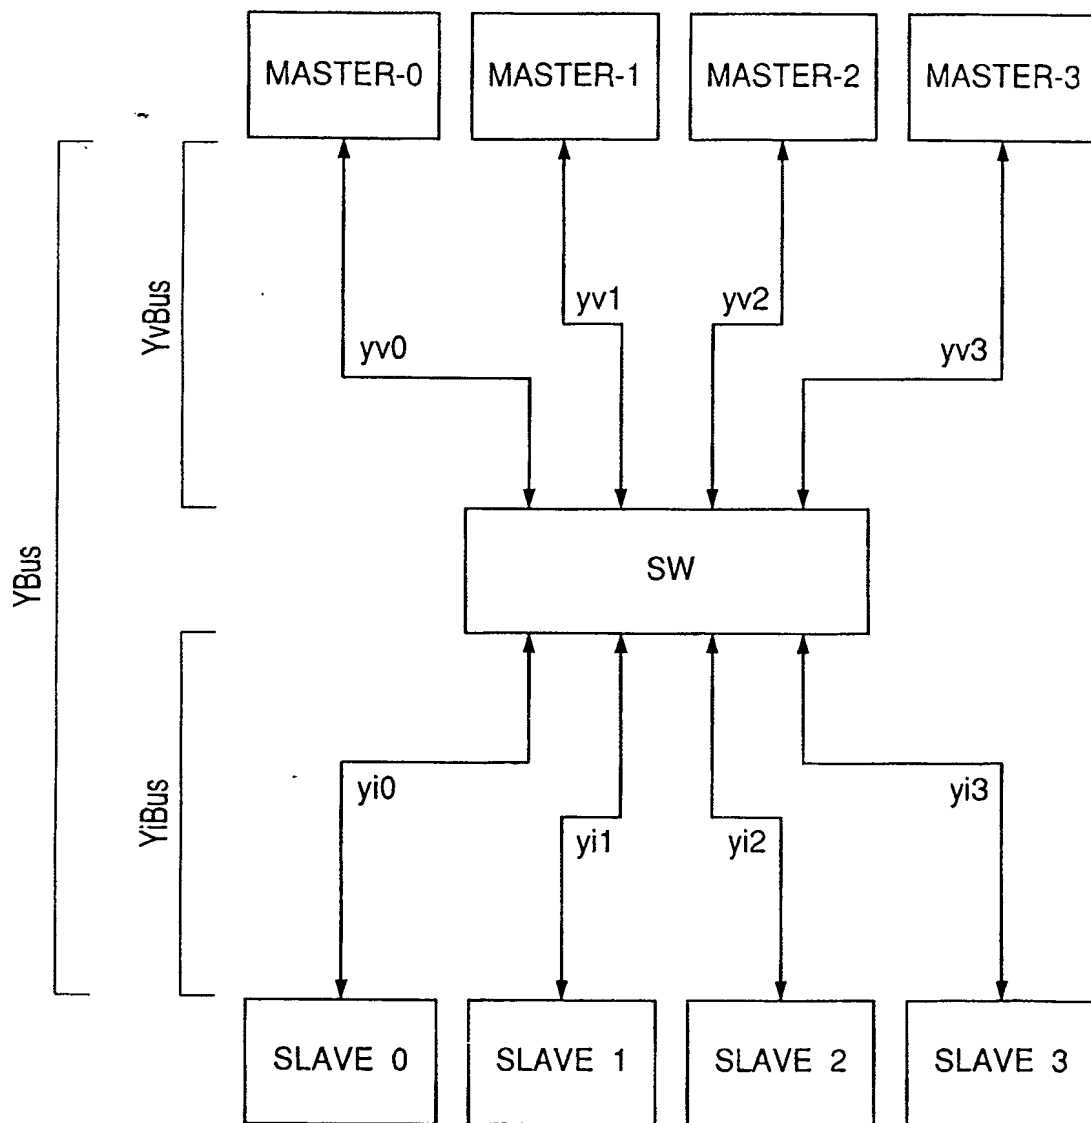 MASTER-0
MASTER-1
MASTER-2
MASTER-3
YvBus
yv0
yv1
yv2
yv3
YBus
SW
YiBus
yi0
yi1
yi2
yi3
SLAVE 0
SLAVE 1
SLAVE 2
SLAVE 3